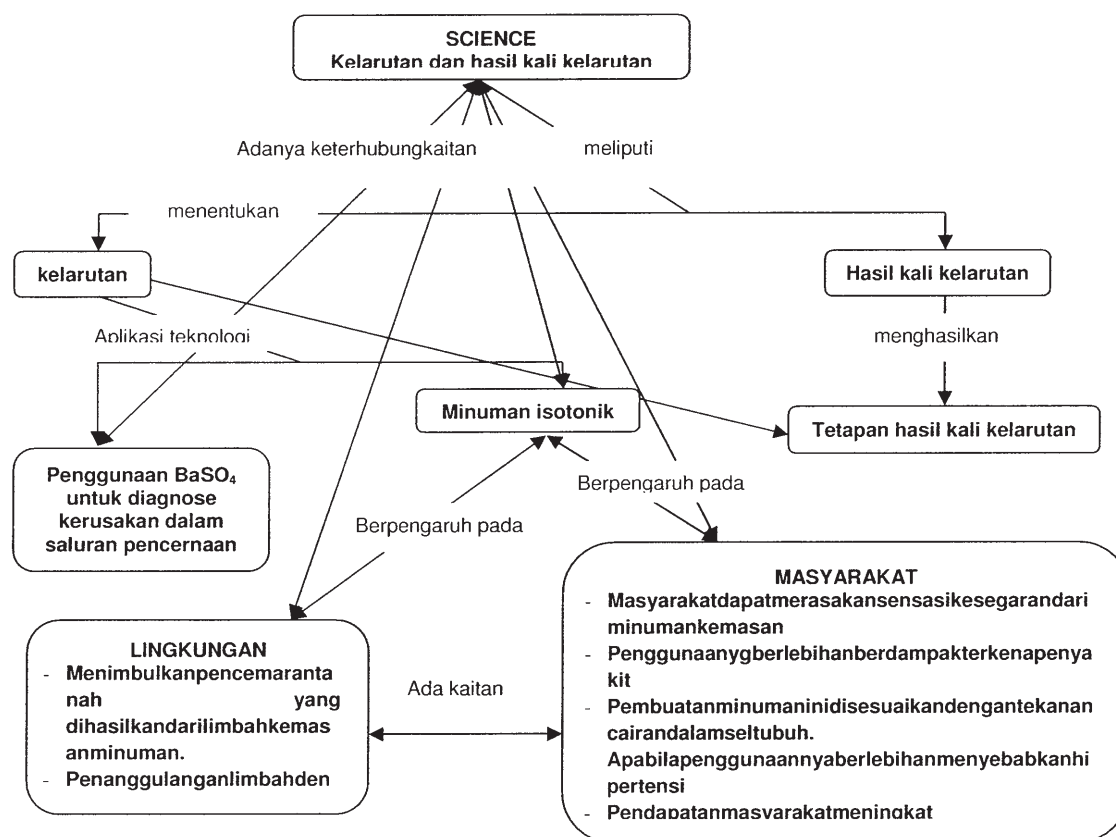 SCIENCE
Kelarutan dan hasil kali kelarutan
Adanya keterhubungkaitan
meliputi
menentukan
kelarutan
Hasil kali kelarutan
Aplikasi teknologi
menghasilkan
Minuman isotonik
Tetapan hasil kali kelarutan
Penggunaan BaSO₄
untuk diagnose
kerusakan dalam
saluran pencernaan
Berpengaruh pada
Berpengaruh pada
LINGKUNGAN
- Menimbulkanpencemaranta
nah yang
dihasilkandarilimbahkemas
anminuman.
- Penanggulanganlimbahden
Ada kaitan
MASYARAKAT
- Masyarakatdapatmerasakansensasikesegarandari
minumankemasan
- Penggunaanygberlebihanberdampakterkenapenya
kit
- Pembuatanminumaninidisesuaikandengantekanan
cairandalamseltubuh.
Apabilapenggunaannyaberlebihanmenyebabkanhi
pertensi
- Pendapatanmasyarakatmeningkat